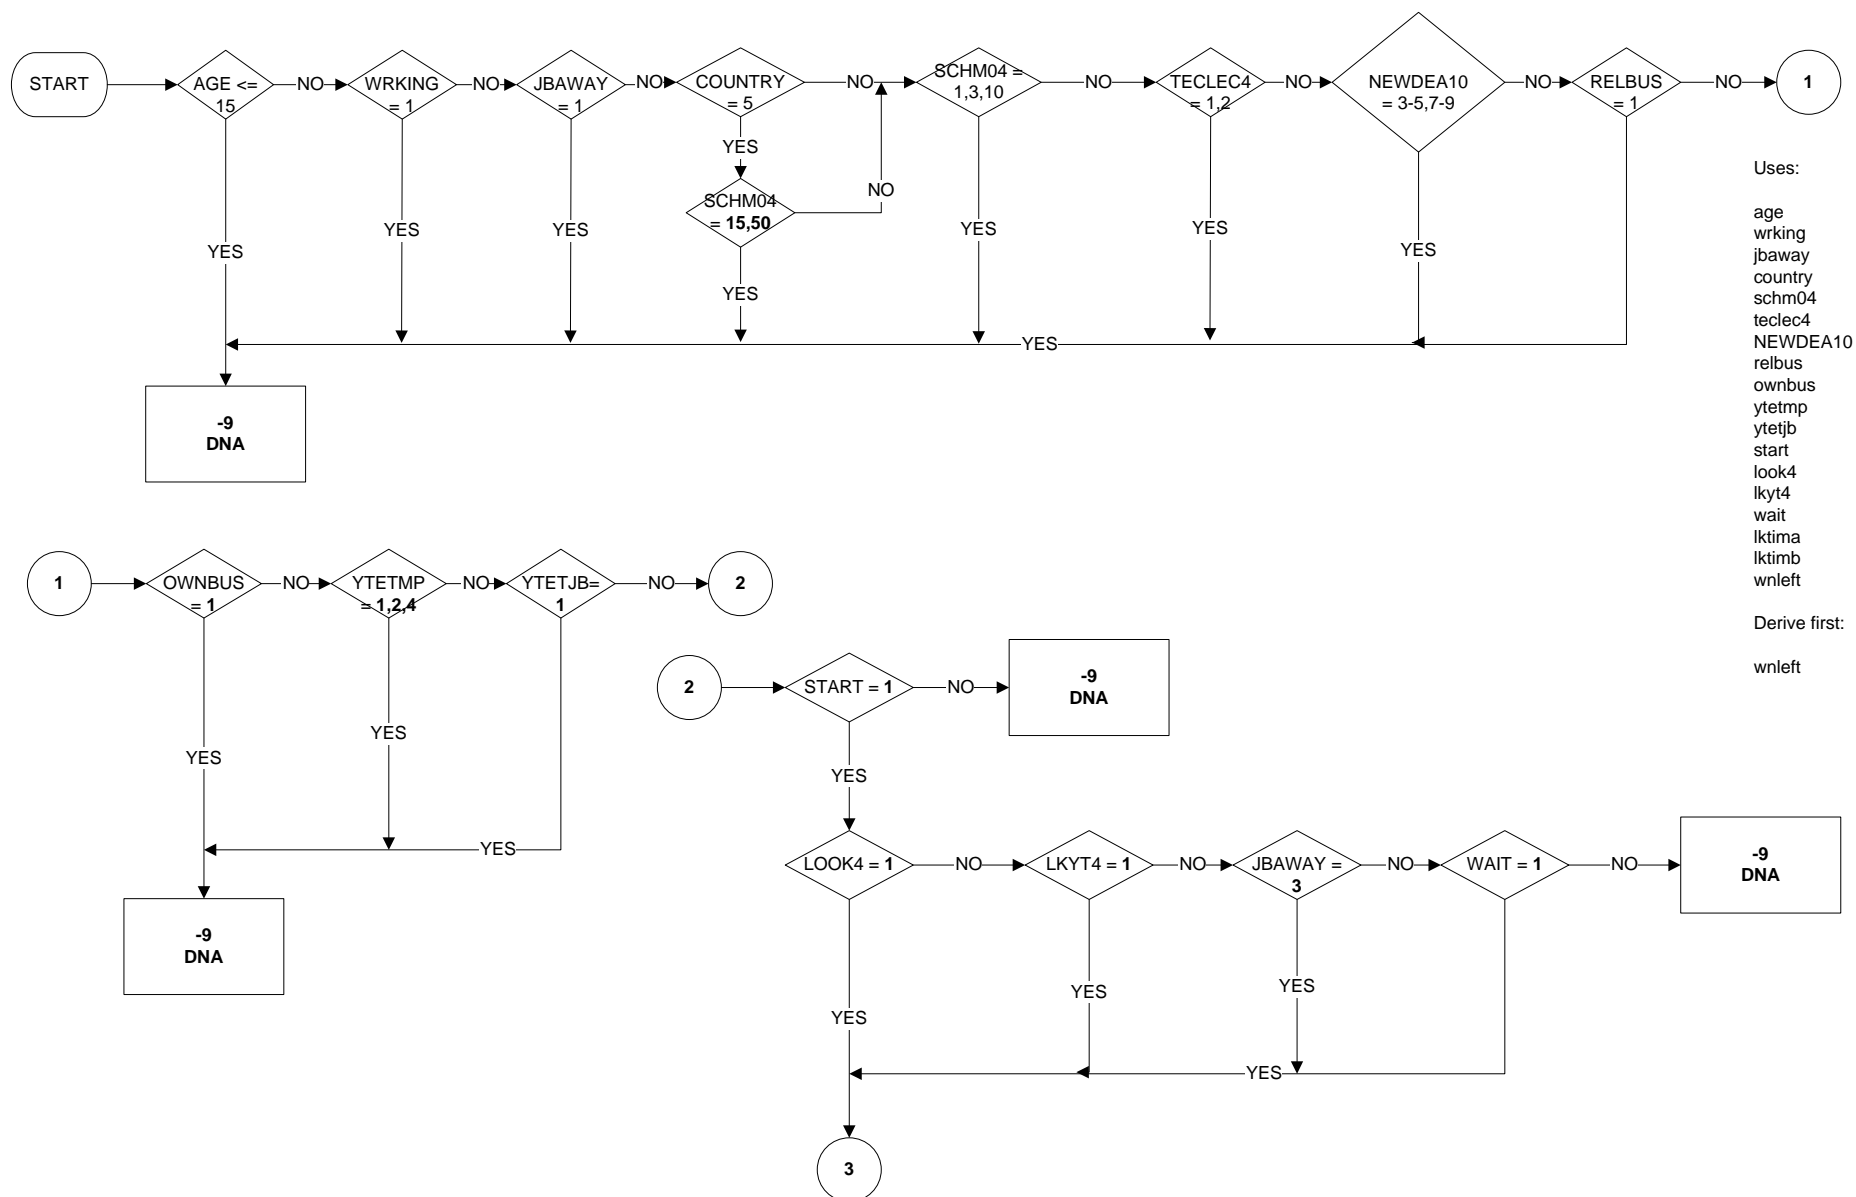 START
AGE <=
15
NO
WRKING
= 1
NO
JBAWAY
= 1
NO
COUNTRY
= 5
NO
SCHM04 =
1,3,10
NO
TECLEC4
= 1,2
NO
NEWDEA10
= 3-5,7-9
NO
RELBUS
= 1
NO
1
YES
SCHM04
= 15,50
NO
YES
YES
YES
YES
YES
YES
YES
YES
YES
-9
DNA
Uses:
age
wrking
jbaway
country
schm04
teclec4
NEWDEA10
relbus
ownbus
ytetmp
ytetjb
start
look4
lkyt4
wait
lktima
lktimb
wnleft
Derive first:
wnleft
1
OWNBUS
= 1
NO
YTETMP
= 1,2,4
NO
YTETJB=
1
NO
2
YES
YES
YES
-9
DNA
2
START = 1
NO
-9
DNA
YES
LOOK4 = 1
NO
LKYT4 = 1
NO
JBAWAY =
3
NO
WAIT = 1
NO
-9
DNA
YES
YES
YES
YES
3